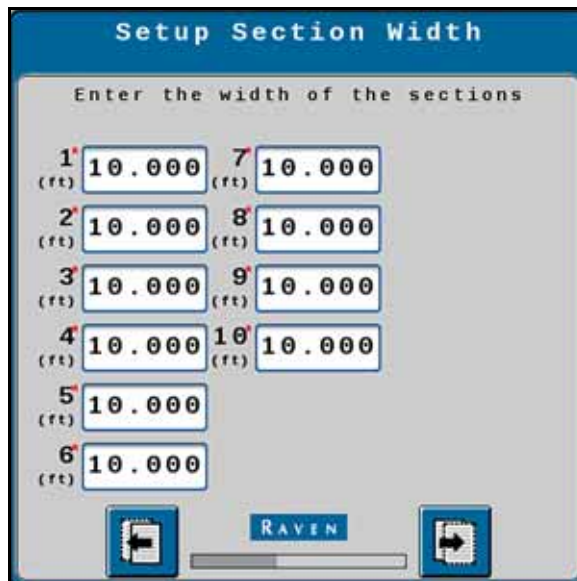 Setup Section Width
Enter the width of the sections
1* 10.000 7* 10.000
(ft) (ft)
2* 10.000 8* 10.000
(ft) (ft)
3* 10.000 9* 10.000
(ft) (ft)
4* 10.000 10* 10.000
(ft) (ft)
5* 10.000
(ft)
6* 10.000
(ft)
RAVEN